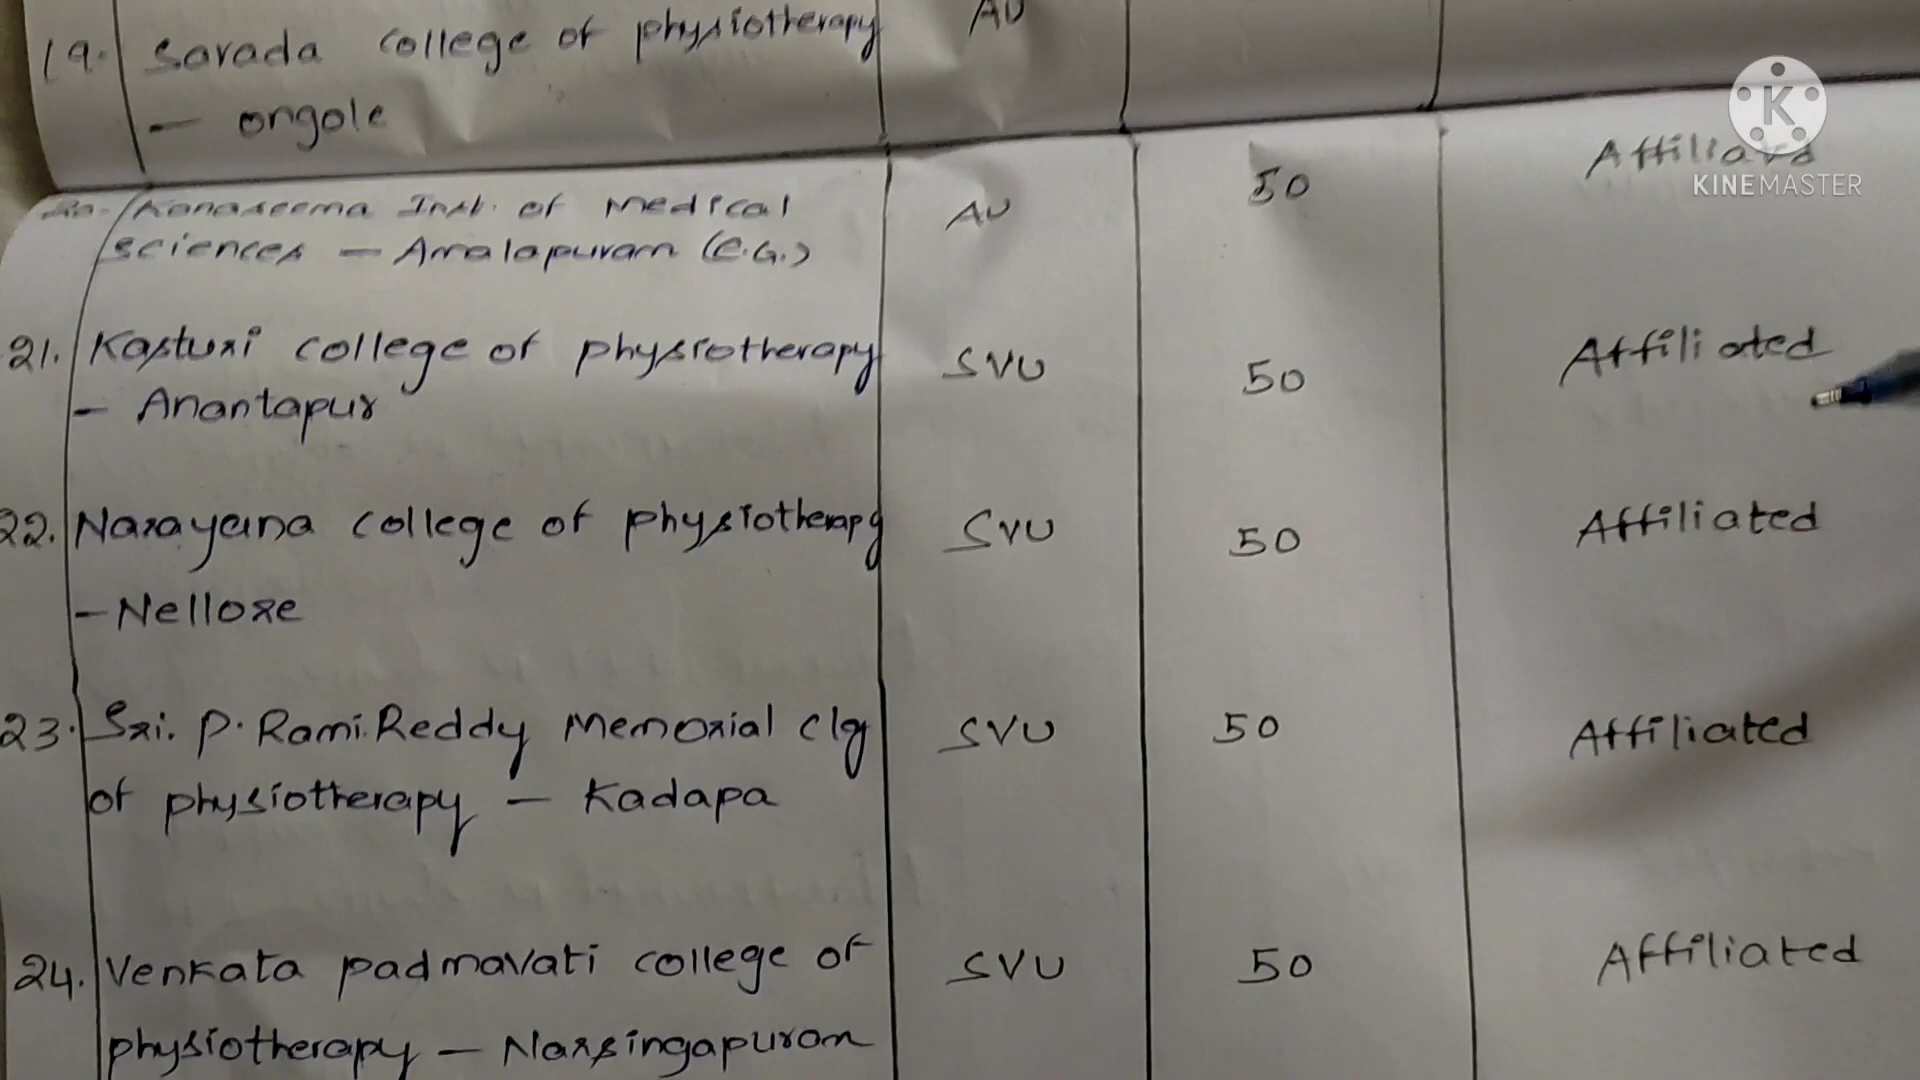 19. Sarada college of physiotherapy AU
- ongole
20. Konaseema Inst. of Medical AU 50 Affiliated
sciences - Amalapuram (E.G.)
21. Kasturi college of physiotherapy SVU 50 Affiliated
- Anantapur
22. Narayana college of physiotherapy SVU 50 Affiliated
- Nellore
23. Sri. P. Rami Reddy Memorial clg SVU 50 Affiliated
of physiotherapy - Kadapa
24. Venkata padmavati college of SVU 50 Affiliated
physiotherapy - Narsingapuram
K
KINEMASTER